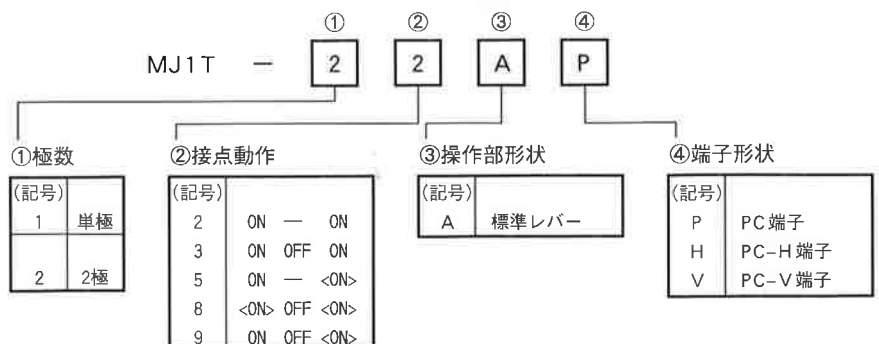 ① ② ③ ④
MJ1T － 2 2 A P
①極数
(記号)
1 単極
2 2極
②接点動作
(記号)
2 ON － ON
3 ON OFF ON
5 ON － <ON>
8 <ON> OFF <ON>
9 ON OFF <ON>
③操作部形状
(記号)
A 標準レバー
④端子形状
(記号)
P PC端子
H PC-H端子
V PC-V端子